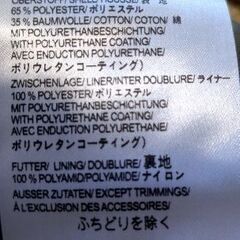 OBERSTOFF/SHELL/HOUSSE/表地
65 % POLYESTER/ ポリエステル
35 % BAUMWOLLE/ COTTON/ COTON/ 綿
MIT POLYURETHANBESCHICHTUNG/
WITH POLYURETHANE COATING/
AVEC ENDUCTION POLYURETHANE/
ポリウレタンコーティング)
ZWISCHENLAGE/ LINER/INTER DOUBLURE/ ライナー
100 % POLYESTER/ ポリエステル
MIT POLYURETHANBESCHICHTUNG/
WITH POLYURETHANE COATING/
AVEC ENDUCTION POLYURETHANE/
ポリウレタンコーティング)
FUTTER/ LINING/ DOUBLURE/ 裏地
100 % POLYAMID/POLYAMIDE/ ナイロン
AUSSER ZUTATEN/ EXCEPT TRIMMINGS/
À L'EXCLUSION DES ACCESSOIRES/
ふちどりを除く